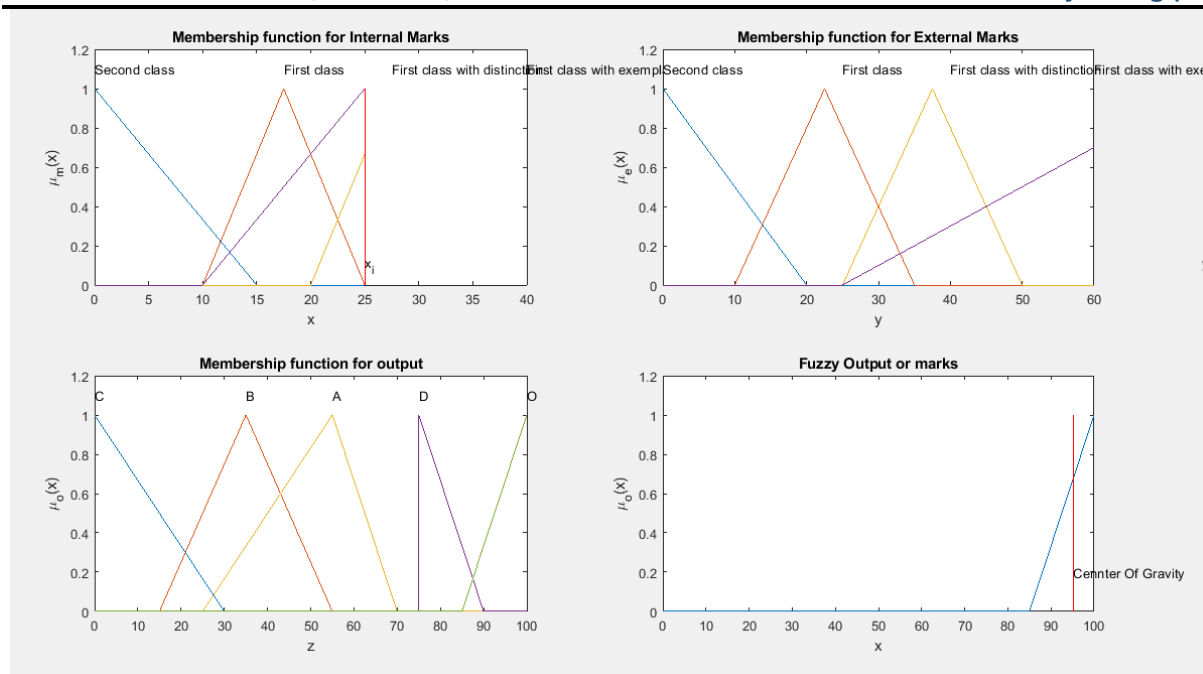 Membership function for Internal Marks
1.2
1
0.8
0.6
0.4
0.2
0
μm(x)
Second class
First class
First class with distinction
First class with exempl
xi
0 5 10 15 20 25 30 35 40
x
Membership function for External Marks
1.2
1
0.8
0.6
0.4
0.2
0
μe(x)
Second class
First class
First class with distinction
First class with exe
0 10 20 30 40 50 60
y
Membership function for output
1.2
1
0.8
0.6
0.4
0.2
0
μo(x)
C B A D O
0 10 20 30 40 50 60 70 80 90 100
z
Fuzzy Output or marks
1.2
1
0.8
0.6
0.4
0.2
0
μo(x)
Cennter Of Gravity
0 10 20 30 40 50 60 70 80 90 100
x